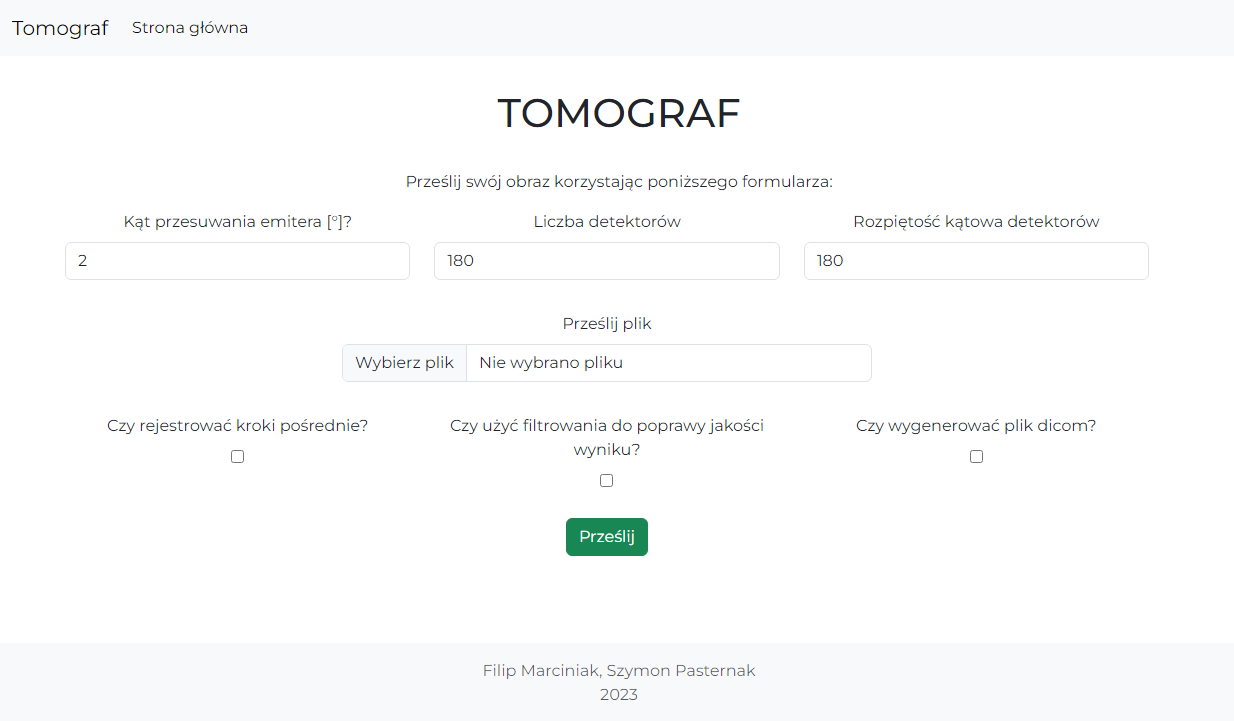 Tomograf Strona główna
TOMOGRAF
Prześlij swój obraz korzystając poniższego formularza:
Kąt przesuwania emitera [°]? Liczba detektorów Rozpiętość kątowa detektorów
2 180 180
Prześlij plik
Wybierz plik Nie wybrano pliku
Czy rejestrować kroki pośrednie?
Czy użyć filtrowania do poprawy jakości
wyniku?
Czy wygenerować plik dicom?
Prześlij
Filip Marciniak, Szymon Pasternak
2023